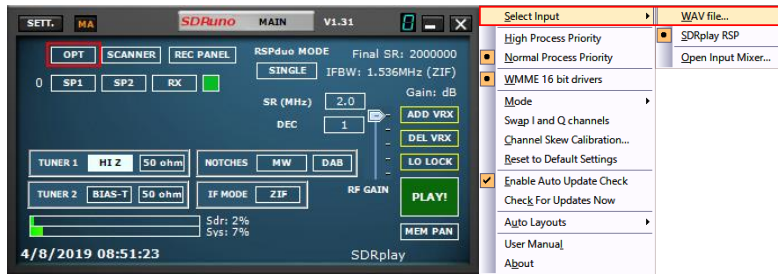 SETT. MA SDRuno MAIN V1.31
OPT SCANNER REC PANEL RSPduo MODE Final SR: 2000000
SINGLE IFBW: 1.536MHz (ZIF)
0 SP1 SP2 RX Gain: dB
SR (MHz) 2.0 ADD VRX
DEC 1 DEL VRX
TUNER 1 HI Z 50 ohm NOTCHES MW DAB LO LOCK
TUNER 2 BIAS-T 50 ohm IF MODE ZIF RF GAIN PLAY!
Sdr: 2%
Sys: 7% MEM PAN
4/8/2019 08:51:23 SDRplay
Select Input
High Process Priority
Normal Process Priority
WMME 16 bit drivers
Mode
Swap I and Q channels
Channel Skew Calibration...
Reset to Default Settings
Enable Auto Update Check
Check For Updates Now
Auto Layouts
User Manual
About
WAV file...
SDRplay RSP
Open Input Mixer...